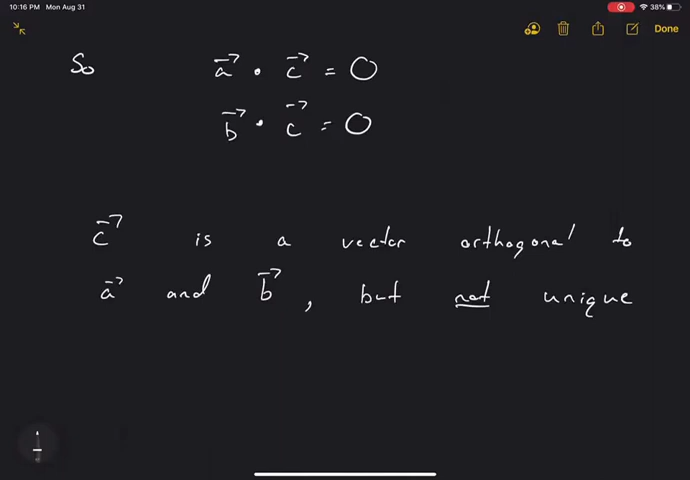 10:16 PM Mon Aug 31 38%
Done
So a⃗ · c⃗ = 0
b⃗ · c⃗ = 0
c⃗ is a vector orthogonal to
a⃗ and b⃗, but not unique